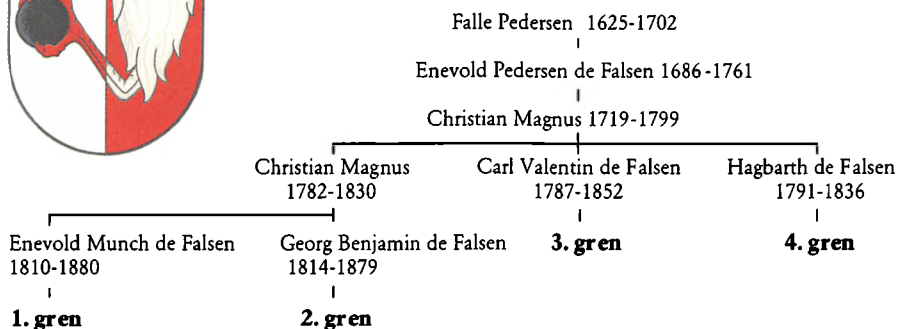 Falle Pedersen 1625-1702
Enevold Pedersen de Falsen 1686-1761
Christian Magnus 1719-1799
Christian Magnus
1782-1830
Carl Valentin de Falsen
1787-1852
Hagbarth de Falsen
1791-1836
Enevold Munch de Falsen
1810-1880
Georg Benjamin de Falsen
1814-1879
3. gren
4. gren
1. gren
2. gren